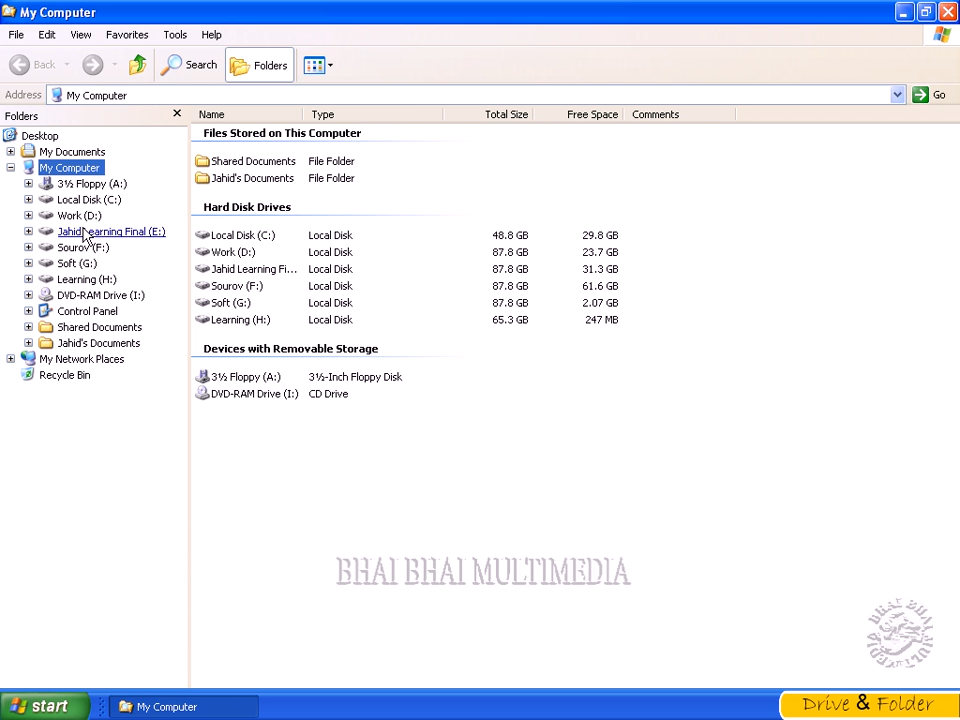 My Computer
File Edit View Favorites Tools Help
Back Search Folders
Address My Computer Go
Folders
Desktop
My Documents
My Computer
3½ Floppy (A:)
Local Disk (C:)
Work (D:)
Jahid Learning Final (E:)
Sourov (F:)
Soft (G:)
Learning (H:)
DVD-RAM Drive (I:)
Control Panel
Shared Documents
Jahid's Documents
My Network Places
Recycle Bin
Name Type Total Size Free Space Comments
Files Stored on This Computer
Shared Documents File Folder
Jahid's Documents File Folder
Hard Disk Drives
Local Disk (C:) Local Disk 48.8 GB 29.8 GB
Work (D:) Local Disk 87.8 GB 23.7 GB
Jahid Learning Fi... Local Disk 87.8 GB 31.3 GB
Sourov (F:) Local Disk 87.8 GB 61.6 GB
Soft (G:) Local Disk 87.8 GB 2.07 GB
Learning (H:) Local Disk 65.3 GB 247 MB
Devices with Removable Storage
3½ Floppy (A:) 3½-Inch Floppy Disk
DVD-RAM Drive (I:) CD Drive
BHAI BHAI MULTIMEDIA
BHAI BHAI MULTIMEDIA
start My Computer Drive & Folder